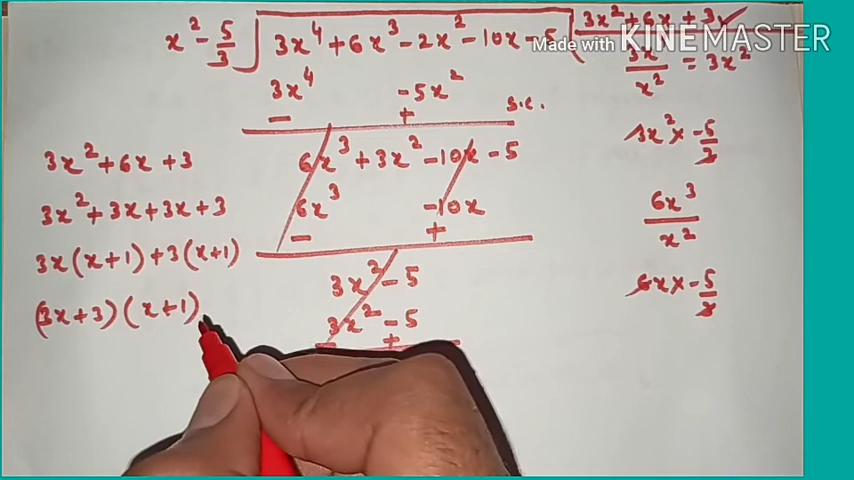 3x² + 6x + 3
x² - 5/3 3x⁴ + 6x³ - 2x² - 10x - 5
Made with KINEMASTER
3x⁴ - 5x²
- +
3x/x² = 3x²
S.C.
6x³ + 3x² - 10x - 5
6x³ - 10x
- +
3x² - 5
3x² - 5
- +
3x² + 6x + 3
3x² + 3x + 3x + 3
3x(x+1) + 3(x+1)
(3x+3)(x+1)
3x² x -5/3
6x³/x²
6x x -5/3